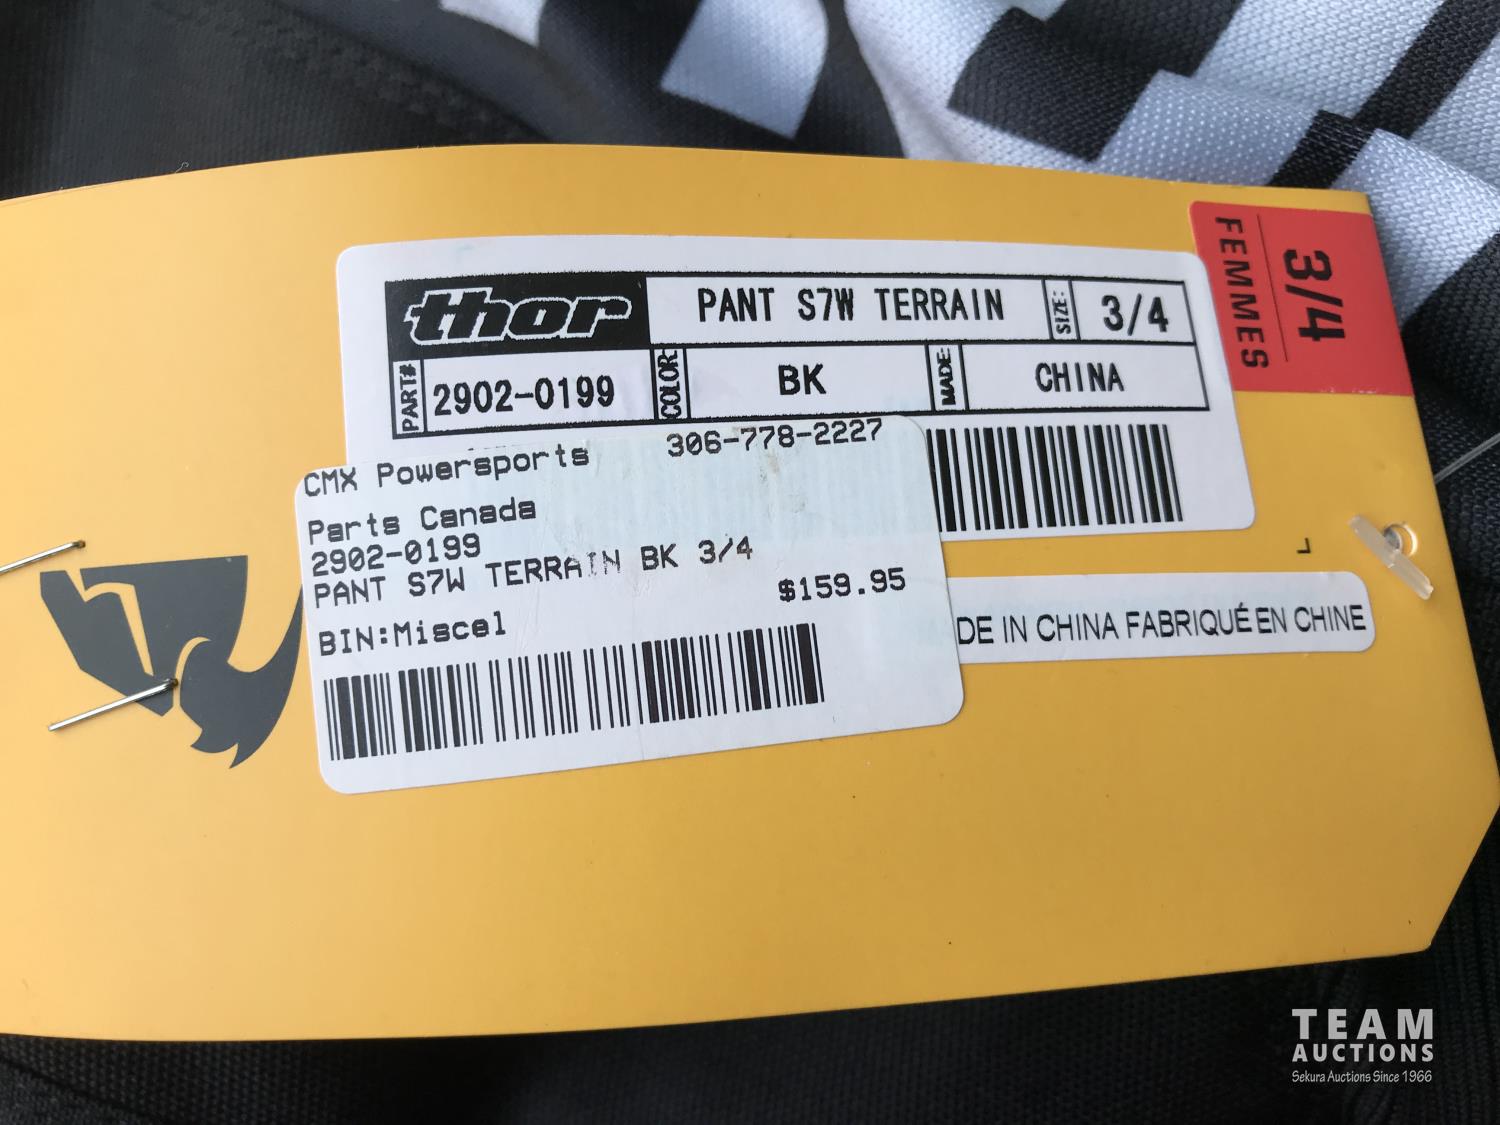 thor PANT S7W TERRAIN SIZE: 3/4
PART# 2902-0199 COLOR: BK MADE: CHINA
3/4
FEMMES
CMX Powersports 306-778-2227
Parts Canada
2902-0199
PANT S7W TERRAIN BK 3/4
$159.95
BIN:Miscel
DE IN CHINA FABRIQUÉ EN CHINE
TEAM
AUCTIONS
Sekura Auctions Since 1966